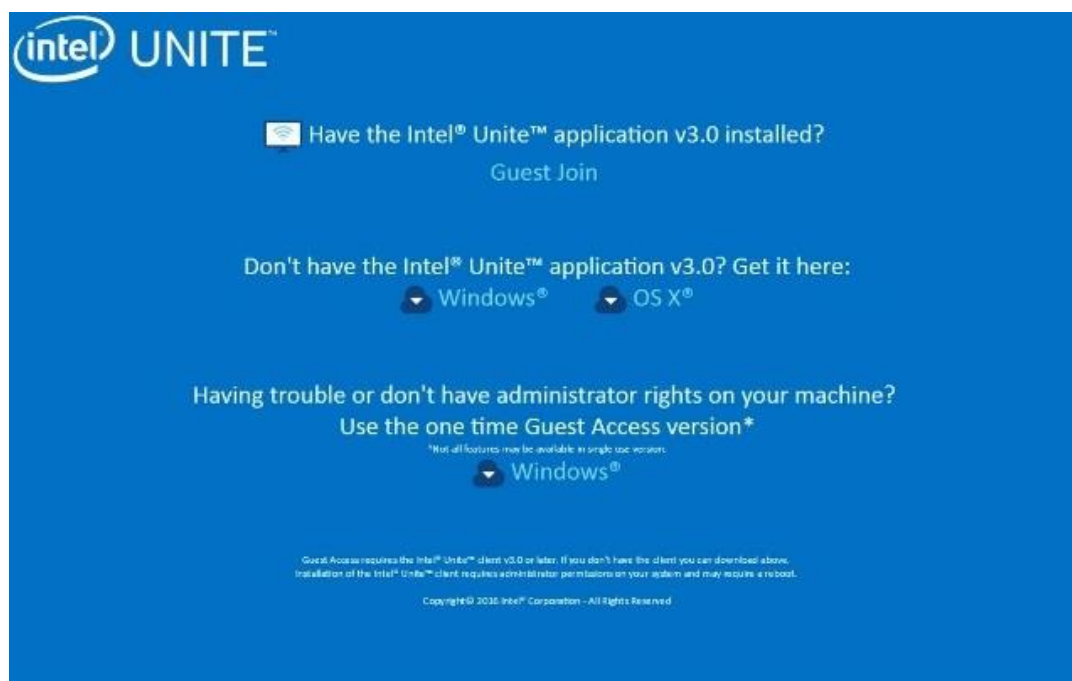 intel UNITE™
Have the Intel® Unite™ application v3.0 installed?
Guest Join
Don't have the Intel® Unite™ application v3.0? Get it here:
Windows® OS X®
Having trouble or don't have administrator rights on your machine?
Use the one time Guest Access version*
*Not all features may be available in single use version.
Windows®
Guest Access requires the Intel® Unite™ client v3.0 or later. If you don't have the client you can download above.
Installation of the Intel® Unite™ client requires administrator permissions on your system and may require a reboot.
Copyright© 2016 Intel® Corporation - All Rights Reserved